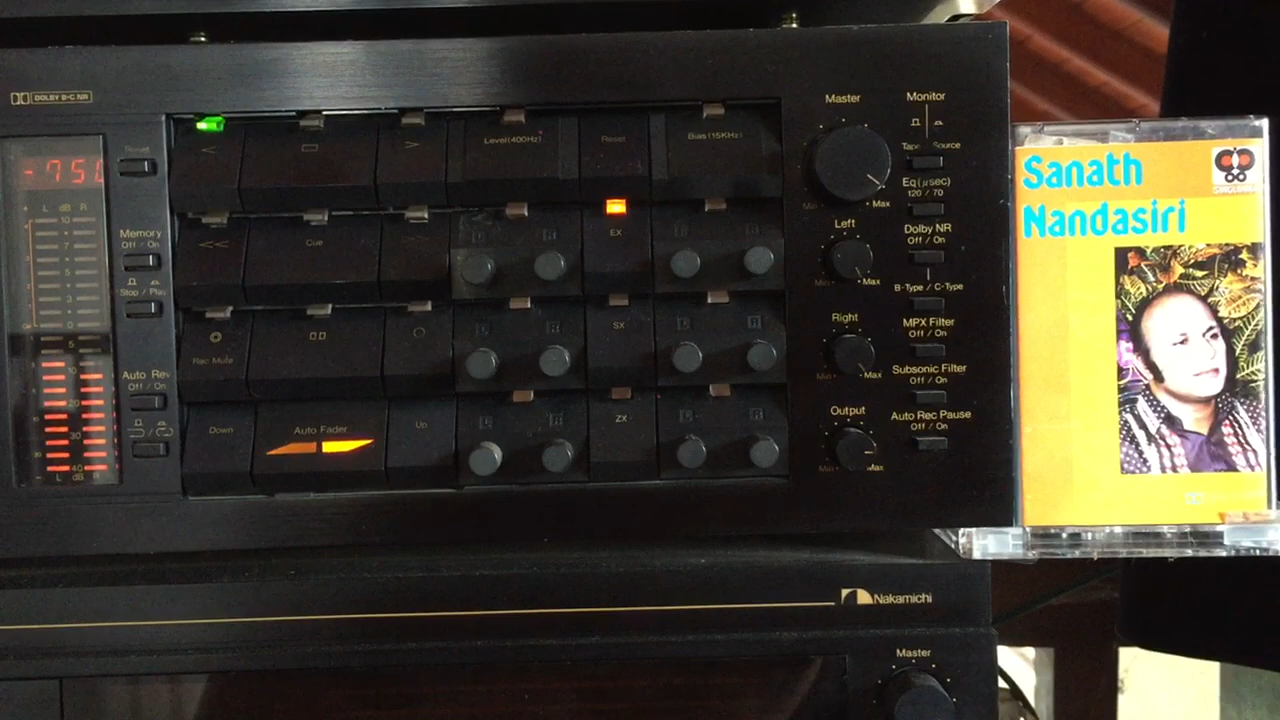 DOLBY B-C NR
-75
L dB R
10
7
5
3
0
5
10
20
30
40
L dB R
Reset
Memory
Off / On
Stop / Play
Auto Rev
Off / On
<
□
>
Level (400Hz)
Reset
Bias (15KHz)
<<
Cue
L R
EX
L R
Rec Mute
L R
SX
L R
Down
Auto Fader
Up
L R
ZX
L R
Master
Min Max
Left
Min Max
Right
Min Max
Output
Min Max
Monitor
Tape Source
Eq (μsec)
120 / 70
Dolby NR
Off / On
B-Type / C-Type
MPX Filter
Off / On
Subsonic Filter
Off / On
Auto Rec Pause
Off / On
Sanath
Nandasiri
Nakamichi
Master